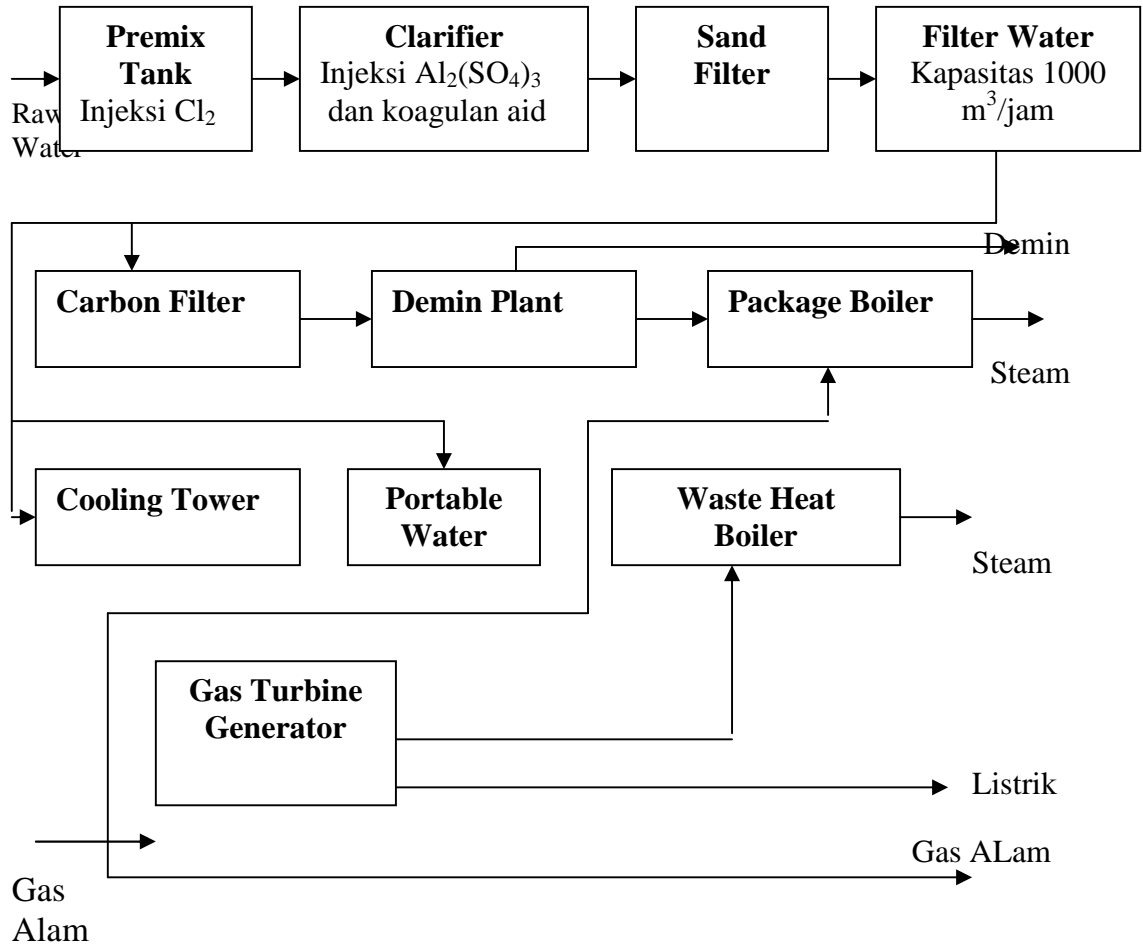 Premix
Tank
Injeksi Cl₂
Clarifier
Injeksi Al₂(SO₄)₃
dan koagulan aid
Sand
Filter
Filter Water
Kapasitas 1000
m³/jam
Raw
Water
Demin
Carbon Filter
Demin Plant
Package Boiler
Steam
Cooling Tower
Portable
Water
Waste Heat
Boiler
Steam
Gas Turbine
Generator
Listrik
Gas ALam
Gas
Alam